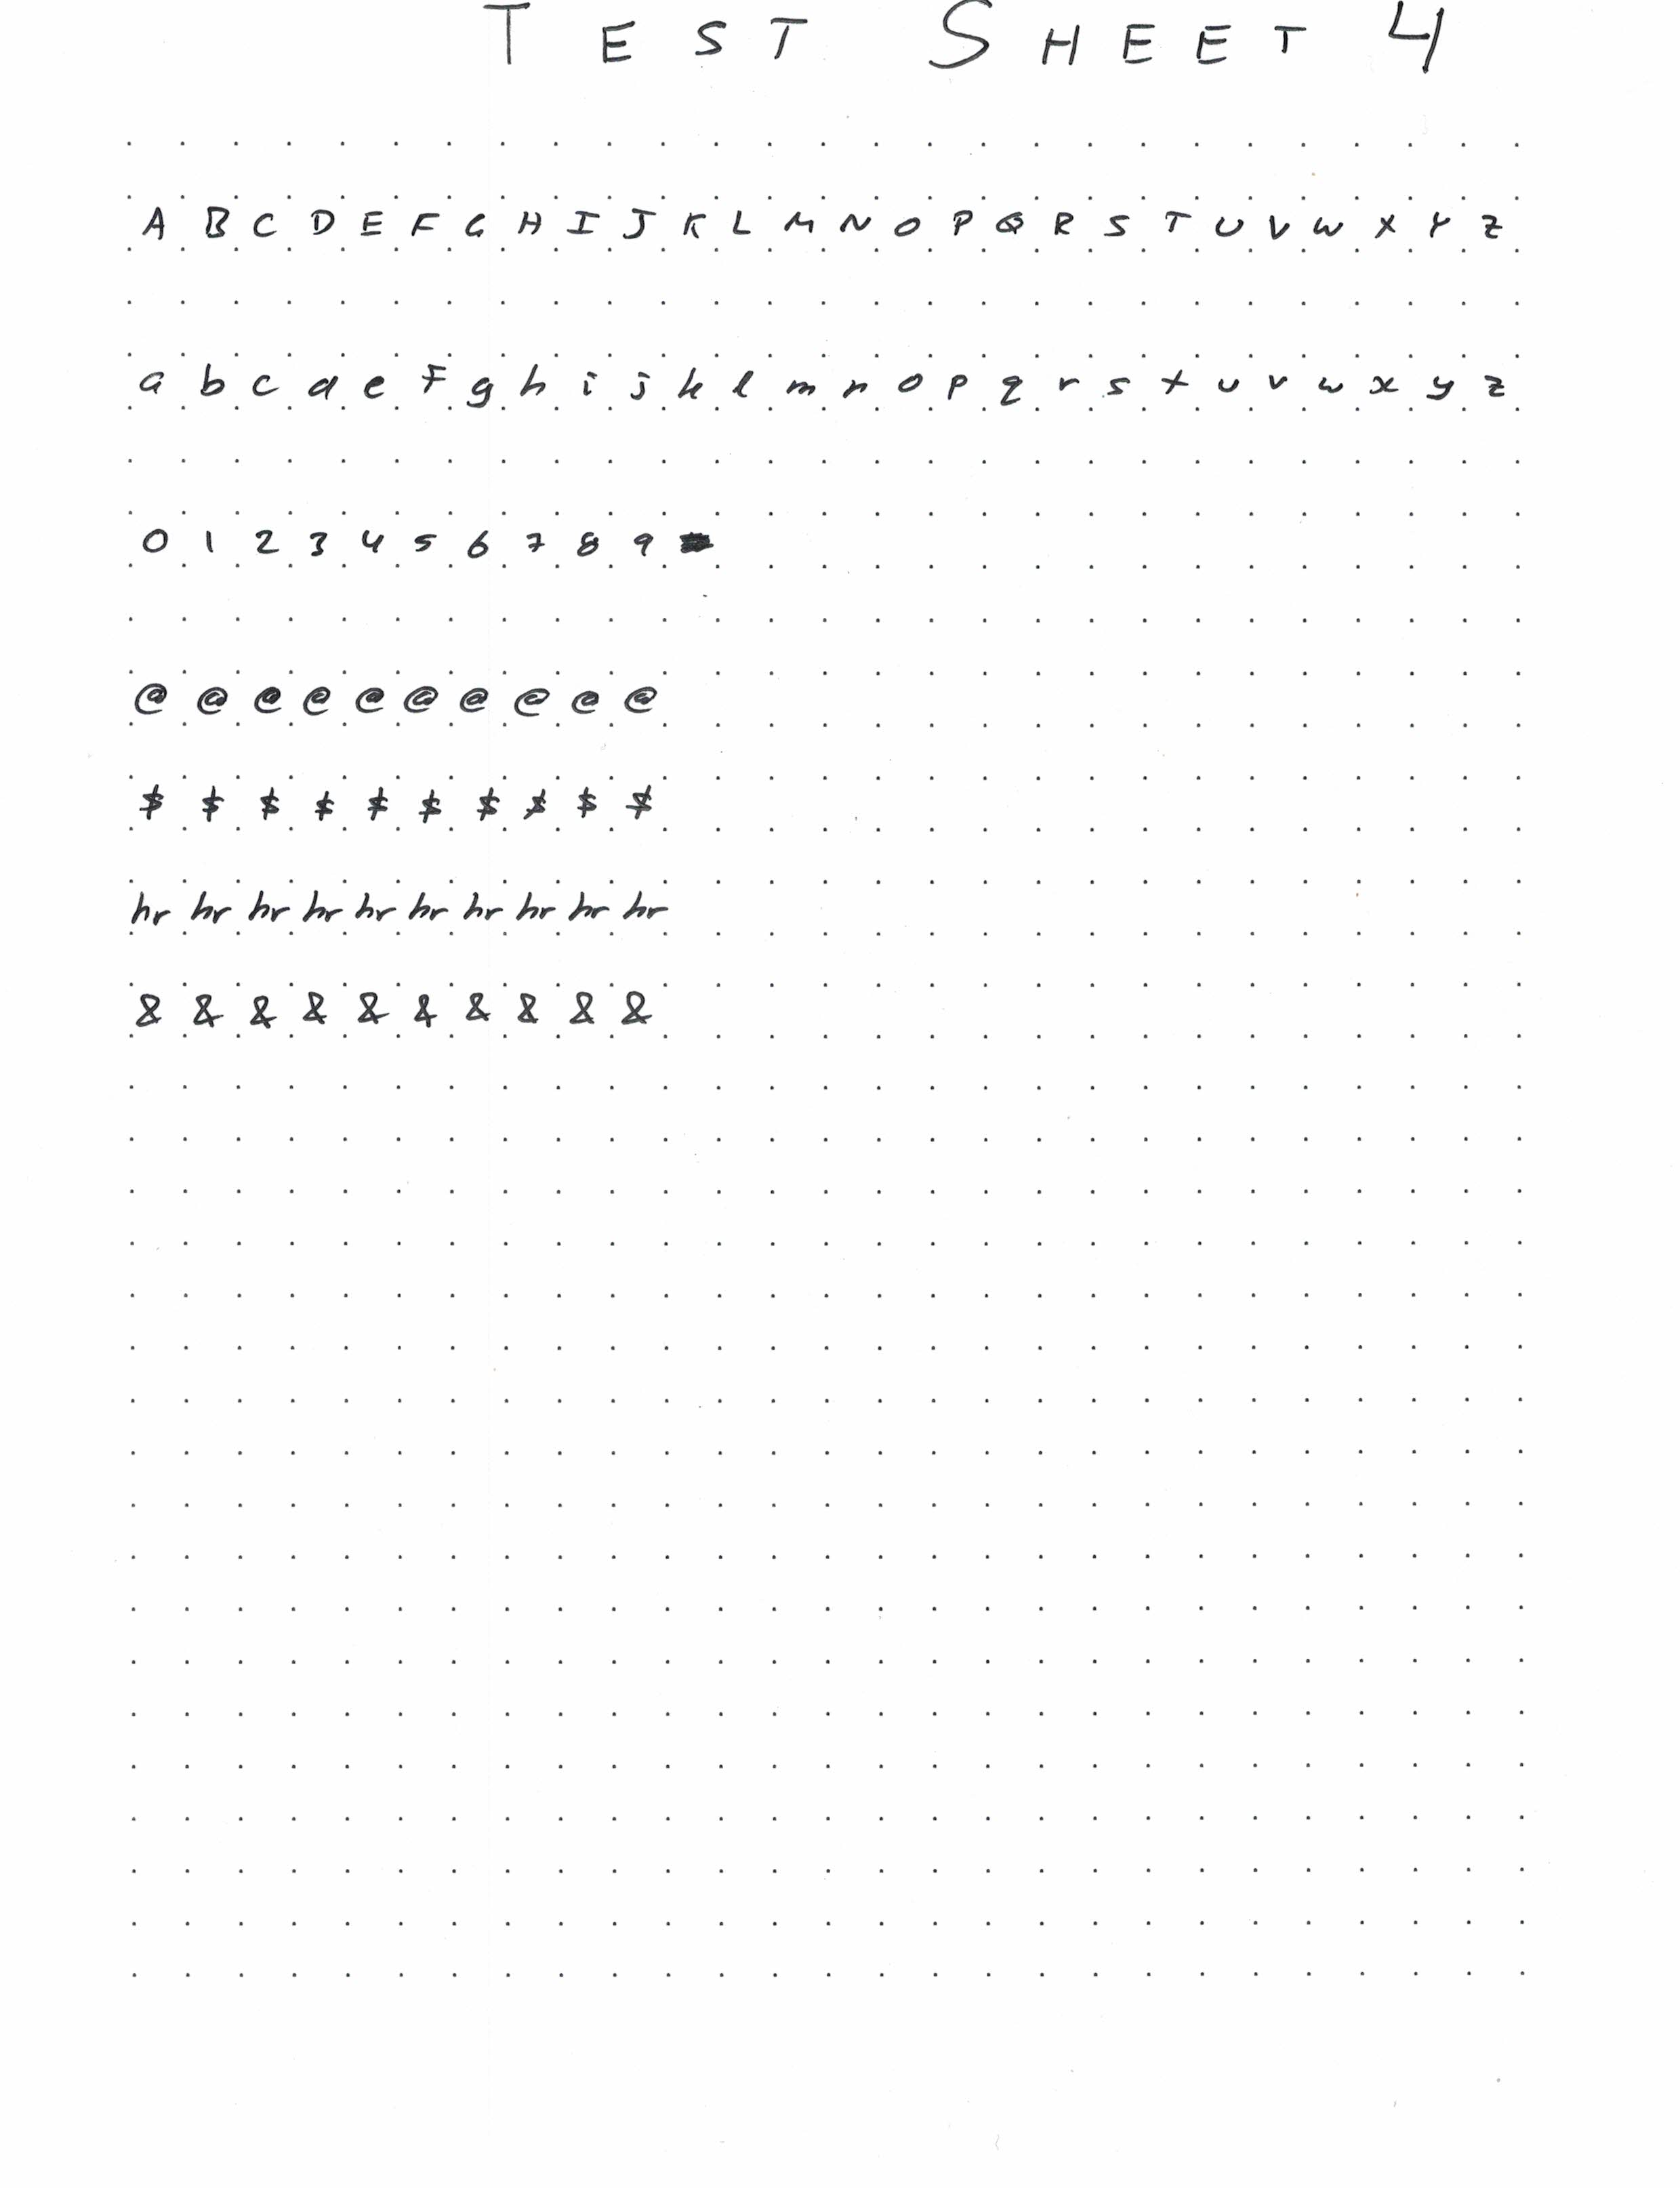 TEST SHEET 4
A B C D E F G H I J K L M N O P Q R S T U V W X Y Z
a b c d e f g h i j k l m n o p q r s t u v w x y z
0 1 2 3 4 5 6 7 8 9
@ @ @ @ @ @ @ @ @ @
$ $ $ $ $ $ $ $ $ $
hr hr hr hr hr hr hr hr hr hr
& & & & & & & & & &